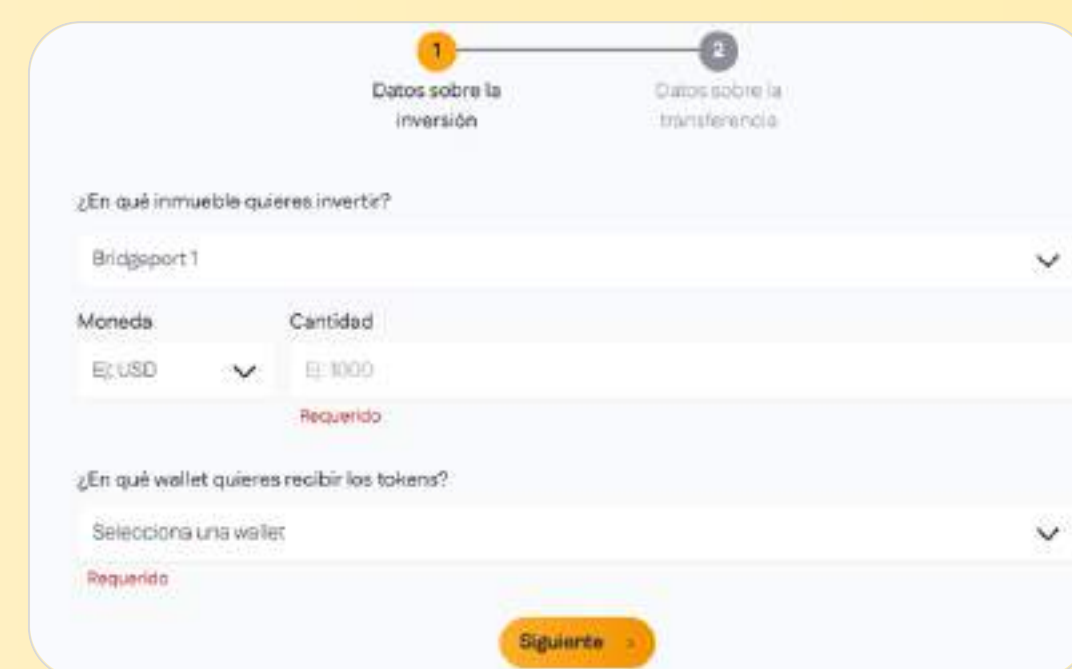 1
2
Datos sobre la
inversión
Datos sobre la
transferencia
¿En qué inmueble quieres invertir?
Bridgeport 1
Moneda
Cantidad
Ej: USD
Ej: 1000
Requerido
¿En qué wallet quieres recibir los tokens?
Selecciona una wallet
Requerido
Siguiente >